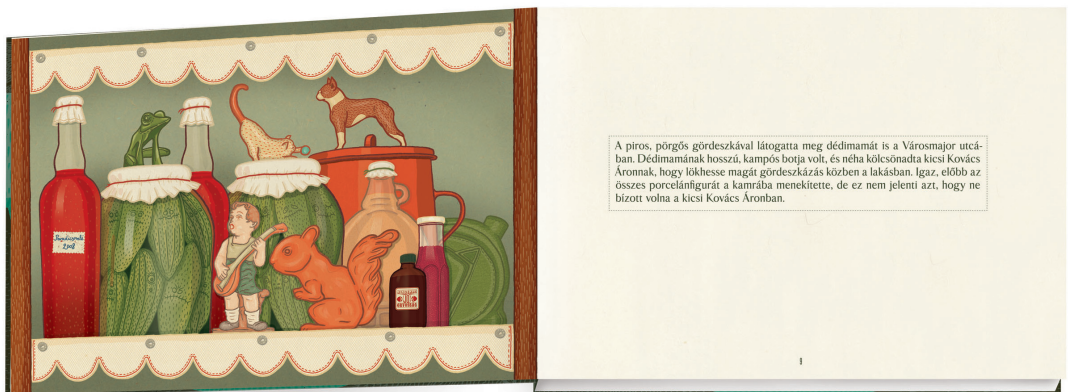 Paradicsomlé
2008
A piros, pörgős gördeszkával látogatta meg dédimamát is a Városmajor utcá-
ban. Dédimamának hosszú, kampós botja volt, és néha kölcsönadta kicsi Kovács
Áronnak, hogy lökhesse magát gördeszkázás közben a lakásban. Igaz, előbb az
összes porcelánfigurát a kamrába menekítette, de ez nem jelenti azt, hogy ne
bízott volna a kicsi Kovács Áronban.